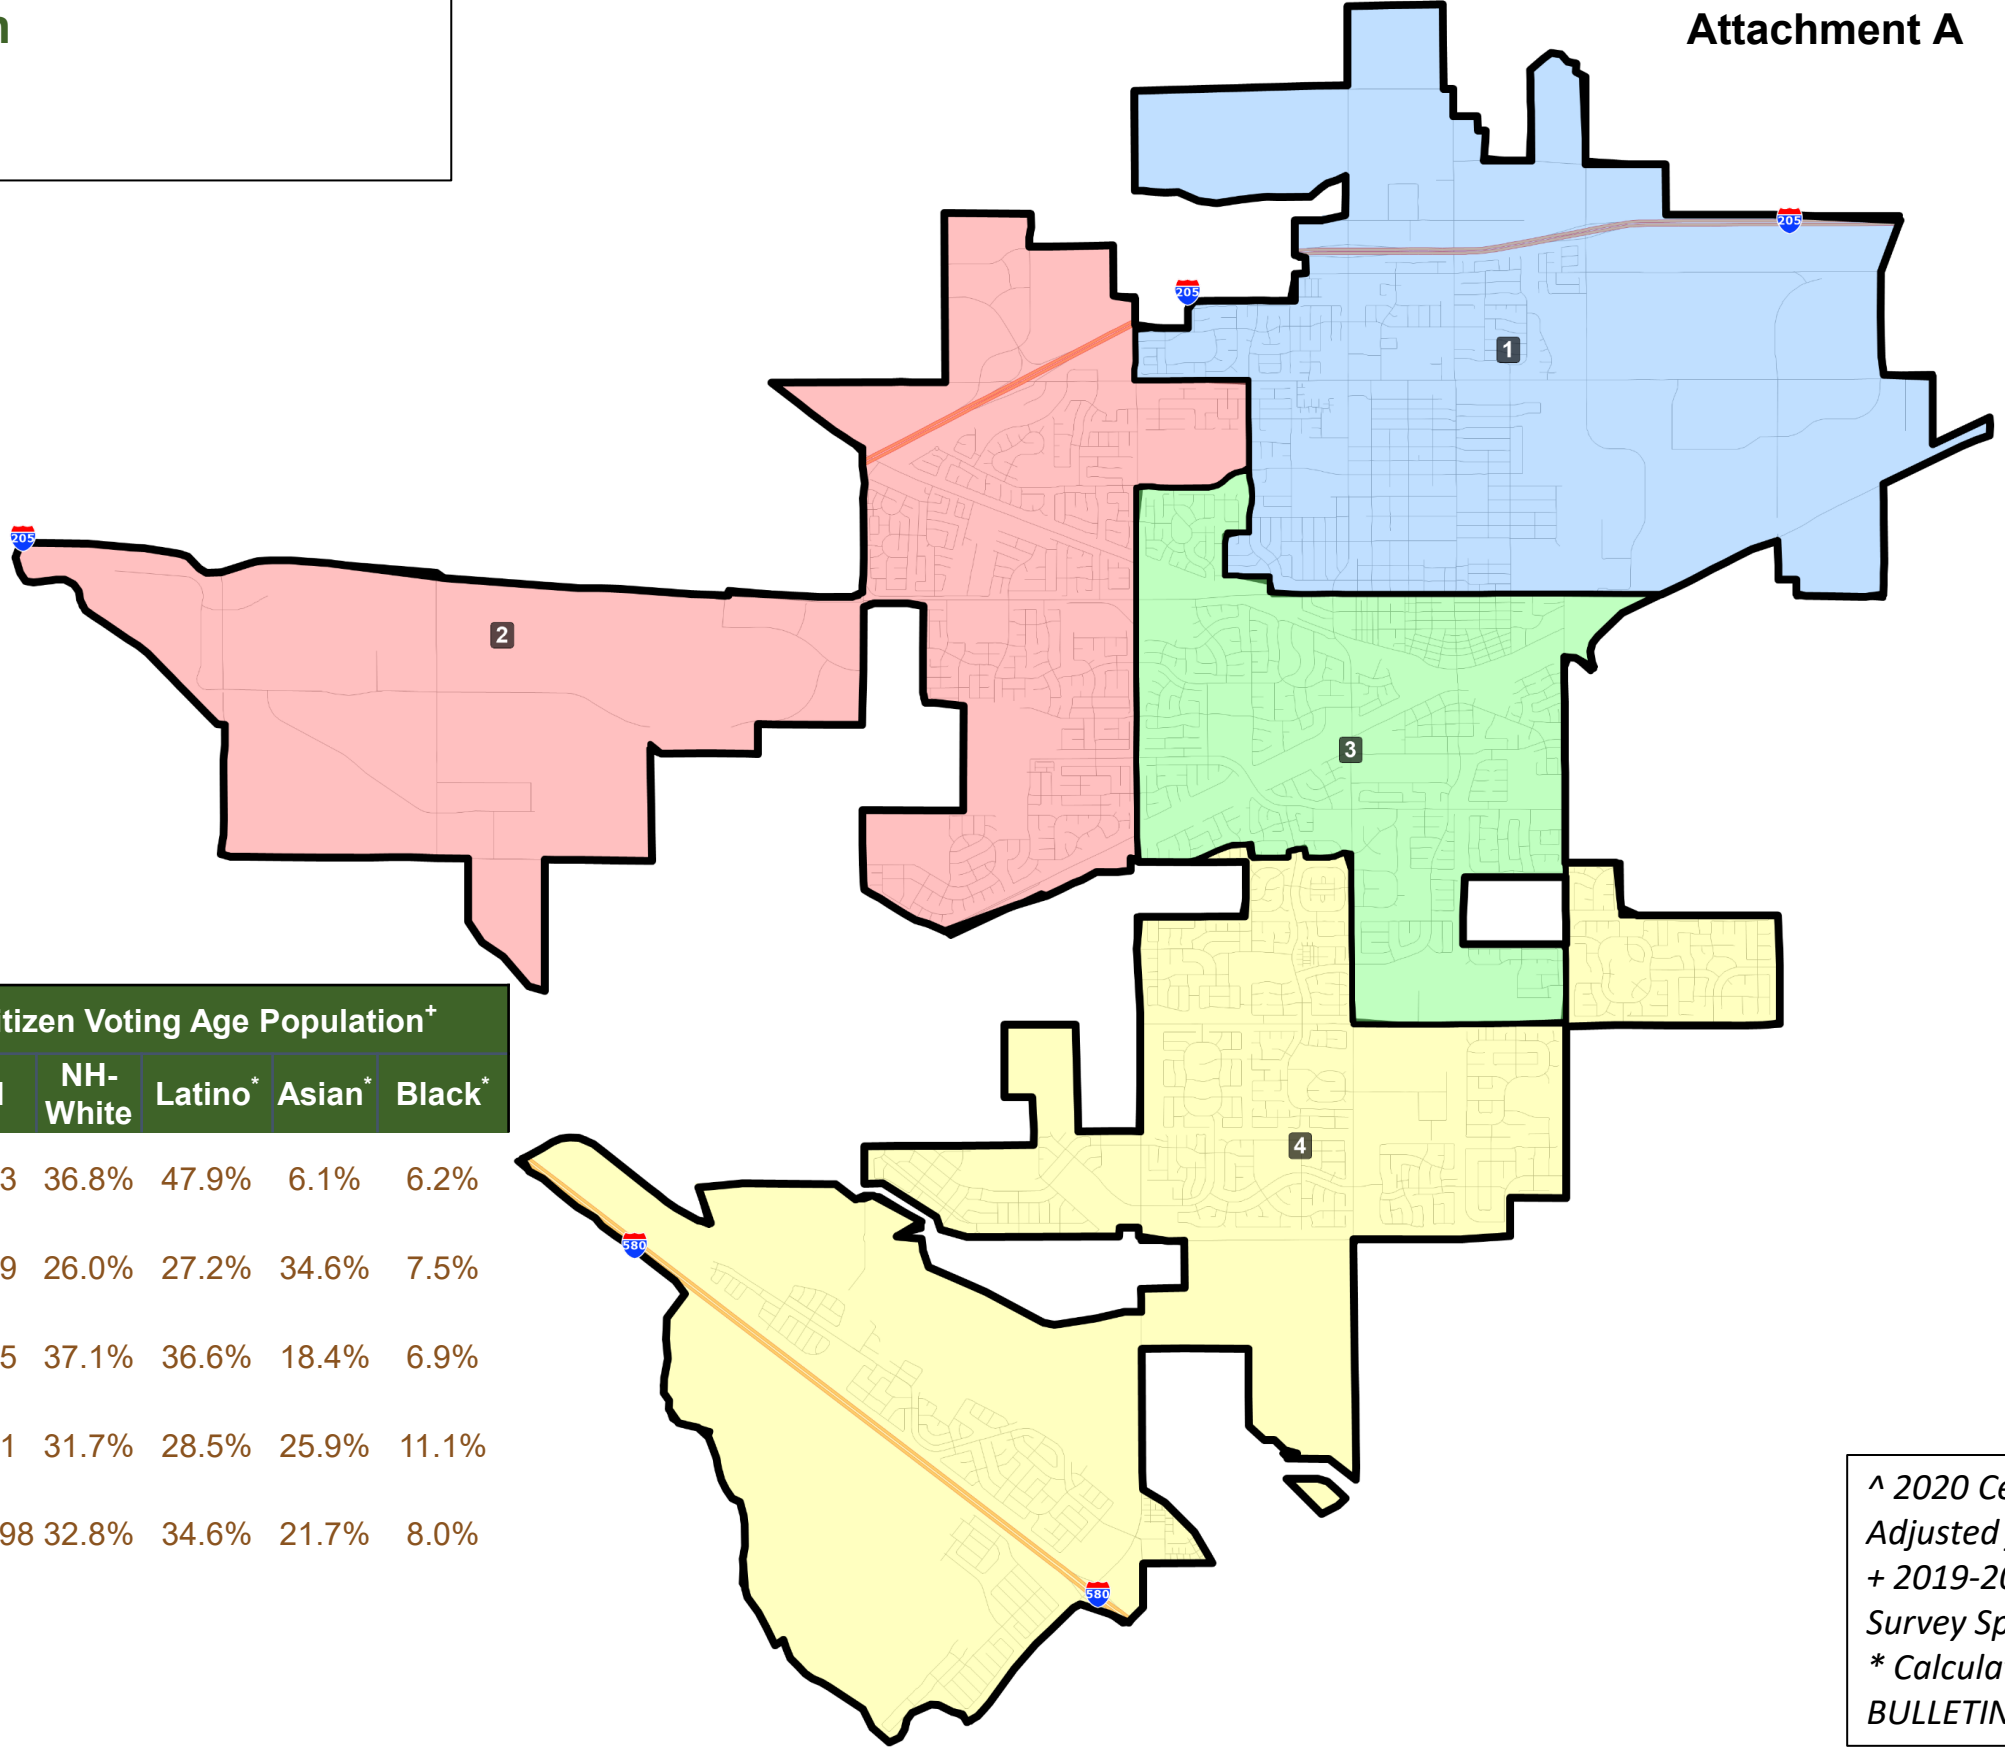 Attachment A
205
205
1
205
2
3
4
580
580
itizen Voting Age Population+
NH-White Latino* Asian* Black*
3 36.8% 47.9% 6.1% 6.2%
9 26.0% 27.2% 34.6% 7.5%
5 37.1% 36.6% 18.4% 6.9%
1 31.7% 28.5% 25.9% 11.1%
98 32.8% 34.6% 21.7% 8.0%
^ 2020 Ce
Adjusted
+ 2019-20
Survey Sp
* Calcula
BULLETIN